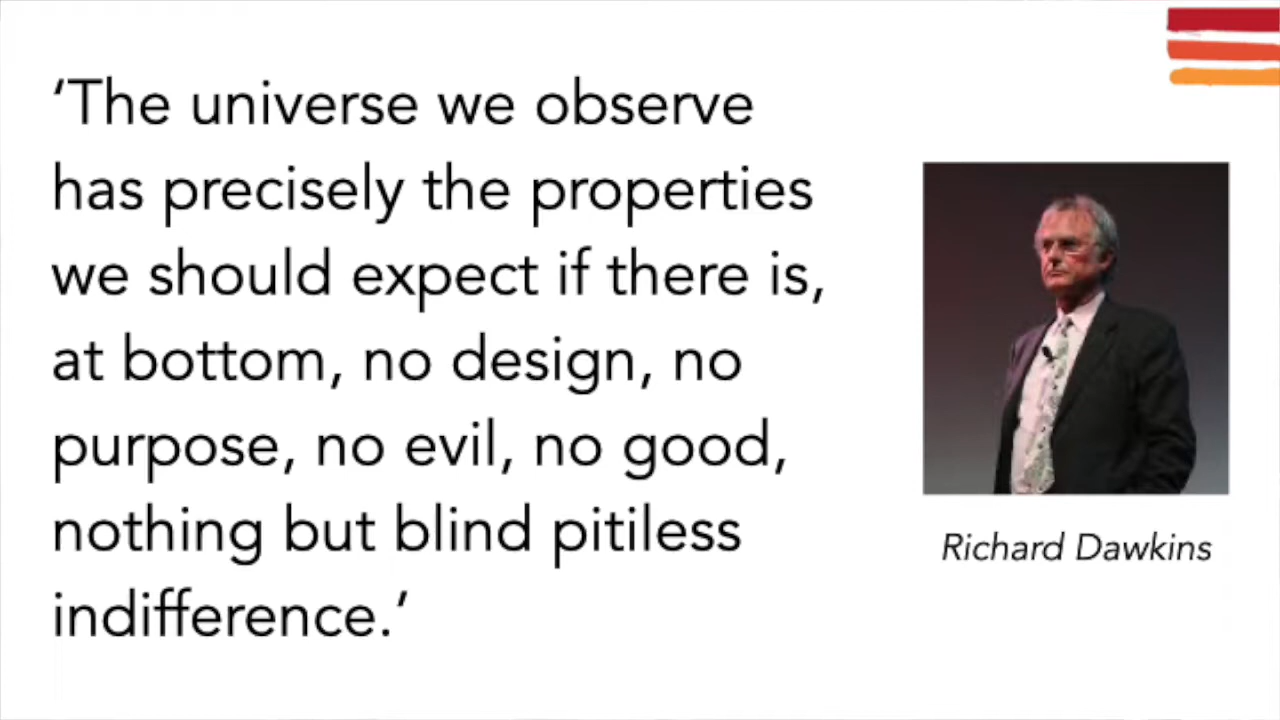 ‘The universe we observe
has precisely the properties
we should expect if there is,
at bottom, no design, no
purpose, no evil, no good,
nothing but blind pitiless
indifference.’
Richard Dawkins